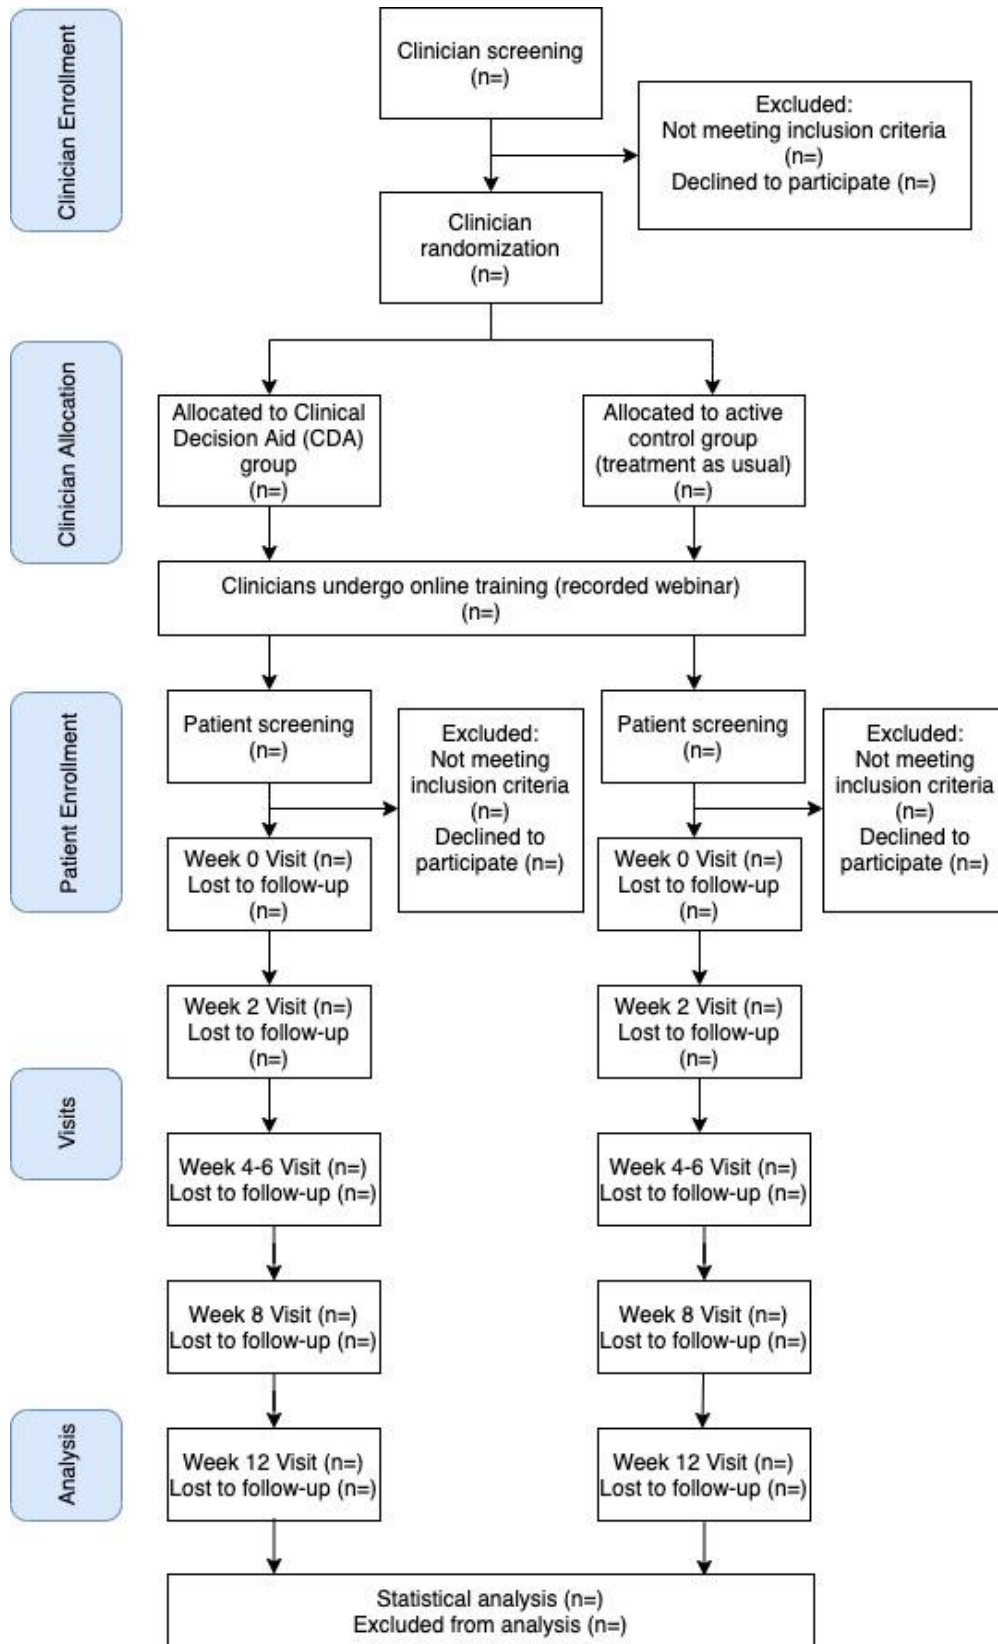 Clinician Enrollment
Clinician screening
(n=)
Excluded:
Not meeting inclusion criteria
(n=)
Declined to participate (n=)
Clinician
randomization
(n=)
Clinician Allocation
Allocated to Clinical
Decision Aid (CDA)
group
(n=)
Allocated to active
control group
(treatment as usual)
(n=)
Clinicians undergo online training (recorded webinar)
(n=)
Patient Enrollment
Patient screening
(n=)
Excluded:
Not meeting
inclusion criteria
(n=)
Declined to
participate (n=)
Patient screening
(n=)
Excluded:
Not meeting
inclusion criteria
(n=)
Declined to
participate (n=)
Week 0 Visit (n=)
Lost to follow-up
(n=)
Week 0 Visit (n=)
Lost to follow-up
(n=)
Week 2 Visit (n=)
Lost to follow-up
(n=)
Week 2 Visit (n=)
Lost to follow-up
(n=)
Visits
Week 4-6 Visit (n=)
Lost to follow-up (n=)
Week 4-6 Visit (n=)
Lost to follow-up (n=)
Week 8 Visit (n=)
Lost to follow-up (n=)
Week 8 Visit (n=)
Lost to follow-up (n=)
Analysis
Week 12 Visit (n=)
Lost to follow-up (n=)
Week 12 Visit (n=)
Lost to follow-up (n=)
Statistical analysis (n=)
Excluded from analysis (n=)